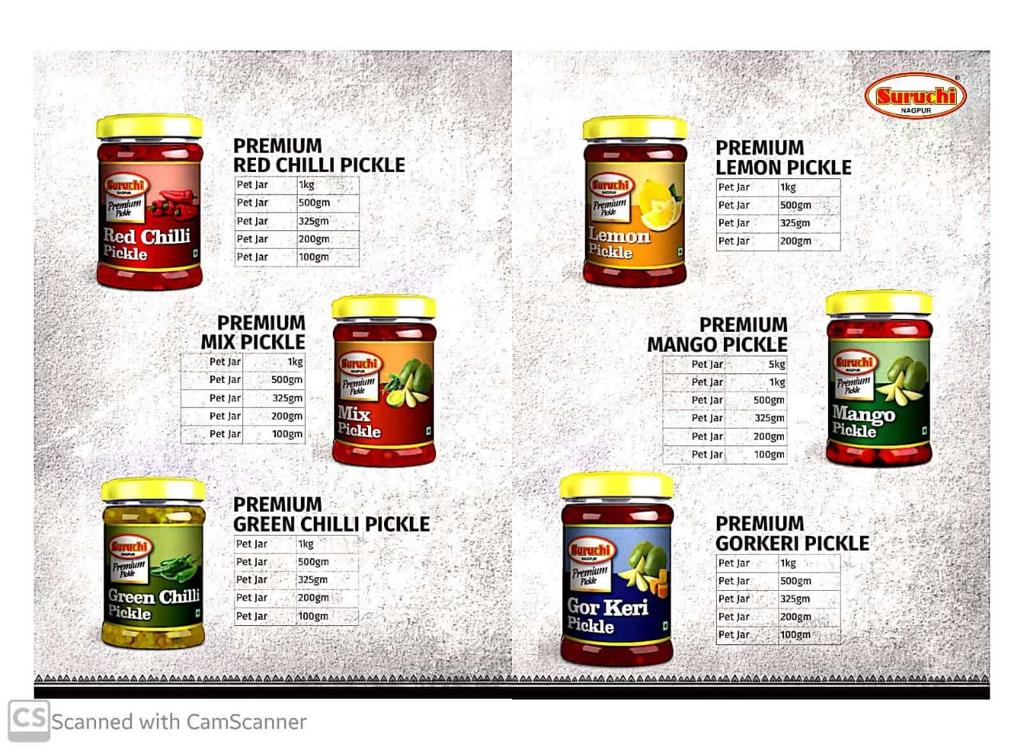 Suruchi
NAGPUR
PREMIUM
RED CHILLI PICKLE
Pet Jar 1kg
Pet Jar 500gm
Pet Jar 325gm
Pet Jar 200gm
Pet Jar 100gm
Suruchi
NAGPUR
Premium
Pickle
Red Chilli
Pickle
PREMIUM
MIX PICKLE
Pet Jar 1kg
Pet Jar 500gm
Pet Jar 325gm
Pet Jar 200gm
Pet Jar 100gm
Suruchi
NAGPUR
Premium
Pickle
Mix
Pickle
PREMIUM
GREEN CHILLI PICKLE
Pet Jar 1kg
Pet Jar 500gm
Pet Jar 325gm
Pet Jar 200gm
Pet Jar 100gm
Suruchi
NAGPUR
Premium
Pickle
Green Chilli
Pickle
PREMIUM
LEMON PICKLE
Pet Jar 1kg
Pet Jar 500gm
Pet Jar 325gm
Pet Jar 200gm
Suruchi
NAGPUR
Premium
Pickle
Lemon
Pickle
PREMIUM
MANGO PICKLE
Pet Jar 5kg
Pet Jar 1kg
Pet Jar 500gm
Pet Jar 325gm
Pet Jar 200gm
Pet Jar 100gm
Suruchi
NAGPUR
Premium
Pickle
Mango
Pickle
PREMIUM
GORKERI PICKLE
Pet Jar 1kg
Pet Jar 500gm
Pet Jar 325gm
Pet Jar 200gm
Pet Jar 100gm
Suruchi
NAGPUR
Premium
Pickle
Gor Keri
Pickle
CS Scanned with CamScanner